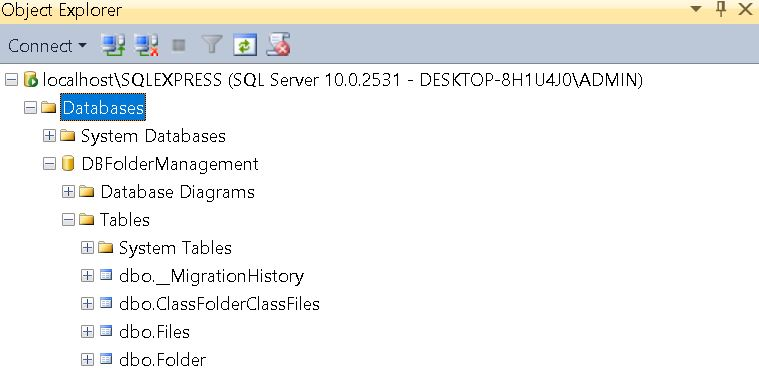 Object Explorer
Connect
localhost\SQLEXPRESS (SQL Server 10.0.2531 - DESKTOP-8H1U4J0\ADMIN)
Databases
System Databases
DBFolderManagement
Database Diagrams
Tables
System Tables
dbo.__MigrationHistory
dbo.ClassFolderClassFiles
dbo.Files
dbo.Folder